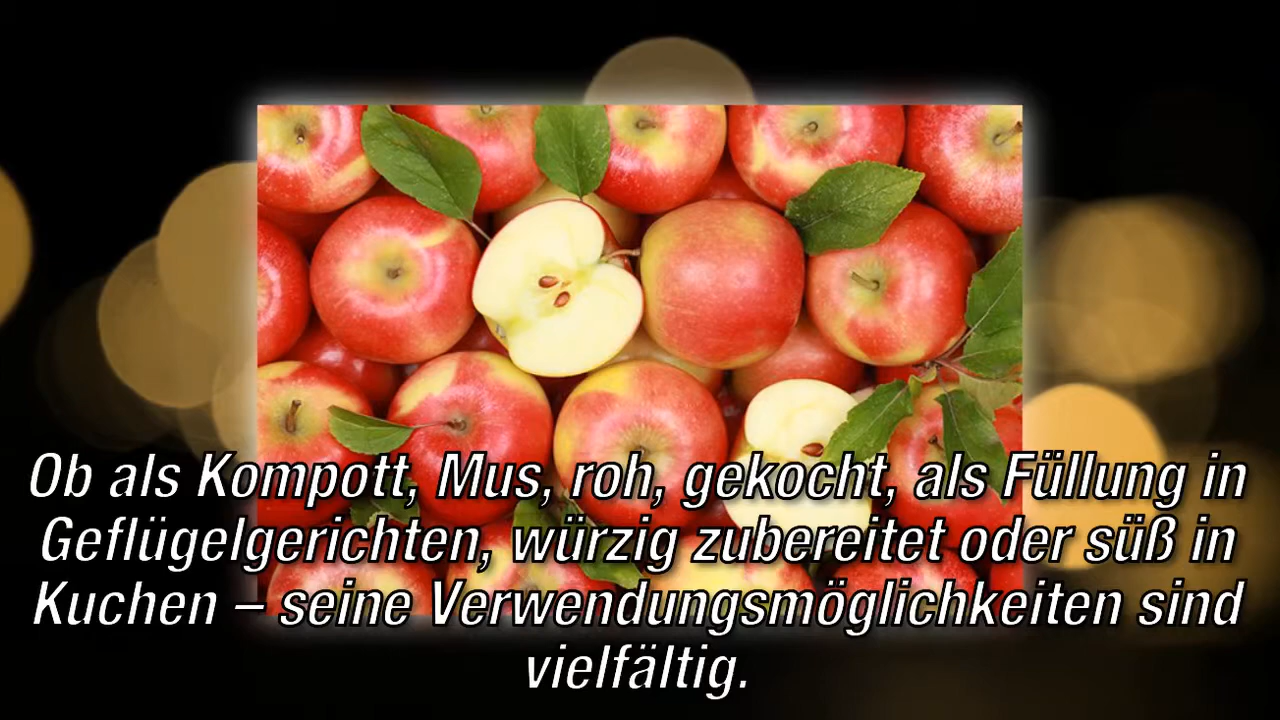 Ob als Kompott, Mus, roh, gekocht, als Füllung in
Geflügelgerichten, würzig zubereitet oder süß in
Kuchen – seine Verwendungsmöglichkeiten sind
vielfältig.